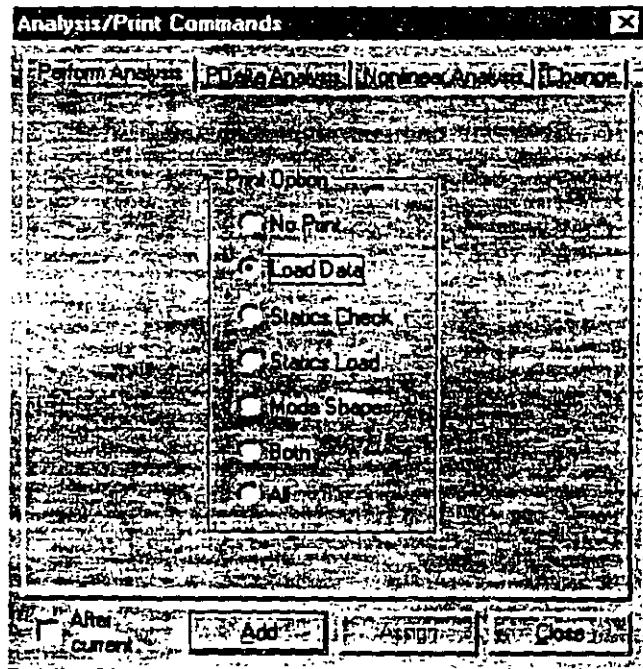 Analysis/Print Commands
Perform Analysis PDelta Analysis Nonlinear Analysis Change
Print Option
No Print
Load Data
Statics Check
Statics Load
Mode Shapes
Both
All
After current Add Assign Close